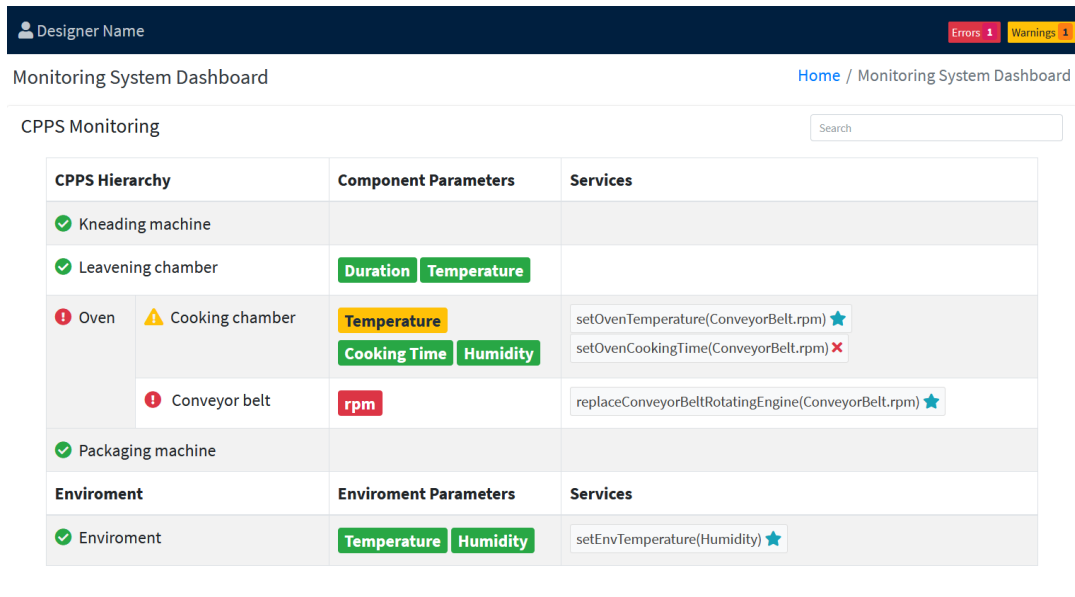 Designer Name
Errors 1 Warnings 1
Monitoring System Dashboard
Home / Monitoring System Dashboard
CPPS Monitoring
Search
CPPS Hierarchy Component Parameters Services
Kneading machine
Leavening chamber Duration Temperature
Oven Cooking chamber Temperature setOvenTemperature(ConveyorBelt.rpm)
Cooking Time Humidity setOvenCookingTime(ConveyorBelt.rpm)
Conveyor belt rpm replaceConveyorBeltRotatingEngine(ConveyorBelt.rpm)
Packaging machine
Enviroment Enviroment Parameters Services
Enviroment Temperature Humidity setEnvTemperature(Humidity)